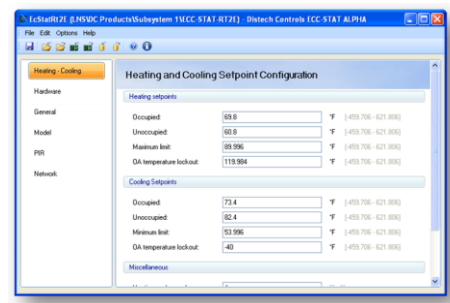 EcStatRt2E (LNS\DC Products\Subsystem 1\ECC-STAT-RT2E) - Distech Controls ECC-STAT ALPHA
File Edit Options Help
Heating - Cooling
Hardware
General
Model
PIR
Network
Heating and Cooling Setpoint Configuration
Heating setpoints
Occupied: 69.8 °F [-459.706 - 621.806]
Unoccupied: 60.8 °F [-459.706 - 621.806]
Maximum limit: 89.996 °F [-459.706 - 621.806]
OA temperature lockout: 119.984 °F [-459.706 - 621.806]
Cooling Setpoints
Occupied: 73.4 °F [-459.706 - 621.806]
Unoccupied: 82.4 °F [-459.706 - 621.806]
Minimum limit: 53.996 °F [-459.706 - 621.806]
OA temperature lockout: -40 °F [-459.706 - 621.806]
Miscellaneous